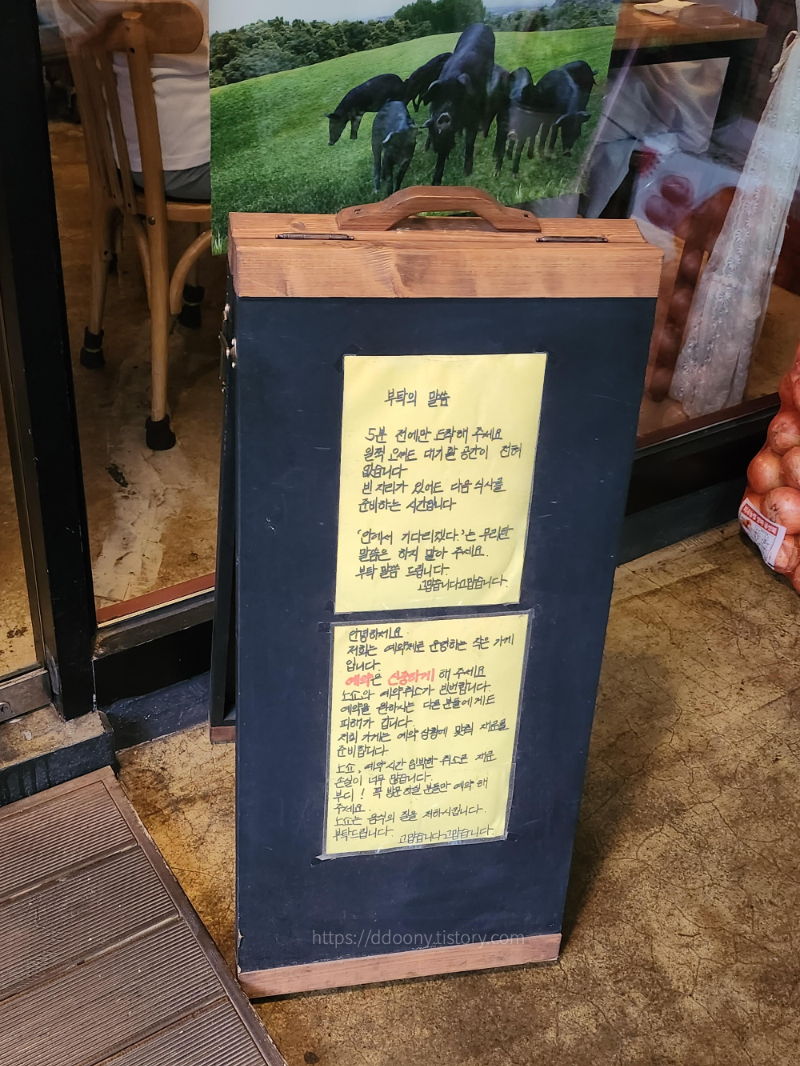 부탁의 말씀
5분 전에만 도착해 주세요
일찍 오셔도 대기할 공간이 전혀
없습니다
빈 자리가 있어도 다음 식사를
준비하는 시간입니다
'안에서 기다리겠다.'는 무리한
말씀은 하지 말아 주세요.
부탁 말씀 드립니다.
고맙습니다고맙습니다.
안녕하세요.
저희는 예약제로 운영하는 작은 가게
입니다.
예약은 신중하게 해 주세요
노쇼와 예약취소가 빈번합니다
예약을 원하시는 다른 분들에게도
피해가 갑니다.
저희 가게는 예약 상황에 맞춰 재료를
준비합니다
노쇼, 예약시간 임박한 취소로 재료
손실이 너무 많습니다.
부디! 꼭 방문하실 분들만 예약 해
주세요.
노쇼는 음식의 질을 저하시킵니다.
부탁드립니다. 고맙습니다고맙습니다.
https://ddoony.tistory.com